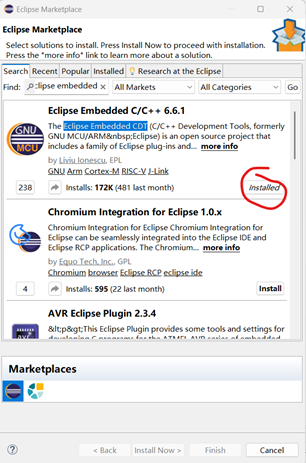 Eclipse Marketplace
Eclipse Marketplace
Select solutions to install. Press Install Now to proceed with installation.
Press the "more info" link to learn more about a solution.
Search Recent Popular Installed Research at the Eclipse
Find: :lipse embedded All Markets All Categories Go
Eclipse Embedded C/C++ 6.6.1
The Eclipse Embedded CDT (C/C++ Development Tools, formerly
GNU MCU/ARM&nbsp;Eclipse) is an open source project that
includes a family of Eclipse plug-ins and... more info
by Liviu Ionescu, EPL
GNU Arm Cortex-M RISC-V J-Link
238 Installs: 172K (481 last month) Installed
GNU
MCU
Chromium Integration for Eclipse 1.0.x
Chromium Integration for Eclipse Chromium Integration for
Eclipse can be seamlessly integrated into the Eclipse IDE and
Eclipse RCP applications. The Chromium... more info
by Equo Tech, Inc., GPL
Chromium browser Eclipse RCP eclipse ide
4 Installs: 595 (22 last month) Install
AVR Eclipse Plugin 2.3.4
&lt;p&gt;This Eclipse Plugin provides some tools and settings for
developing C programs for the ATMEL AVR series of embedded
Marketplaces
? < Back Install Now > Finish Cancel